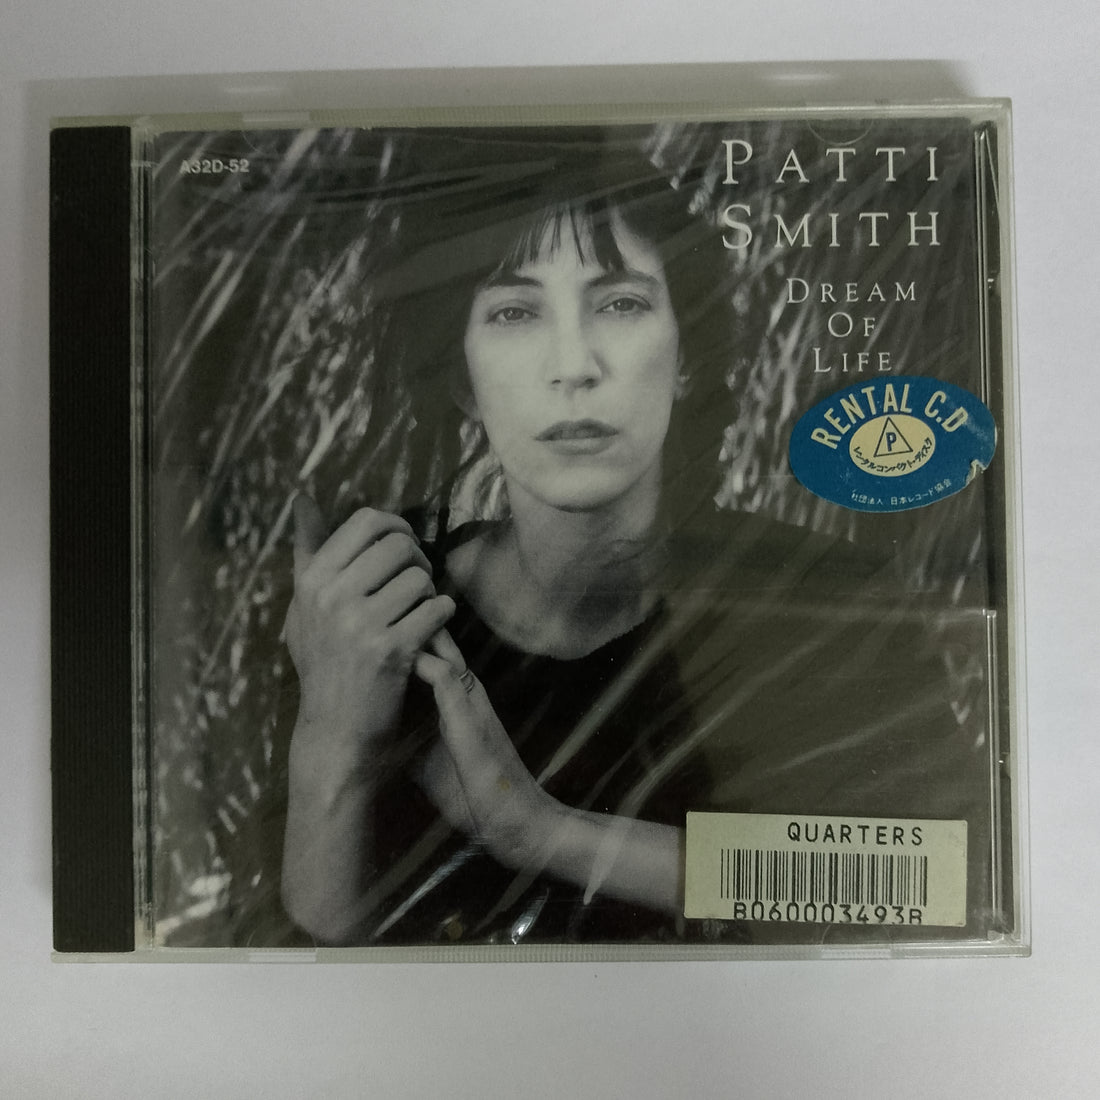 A32D-52
PATTI
SMITH
DREAM
OF
LIFE
RENTAL C.D
P
レンタルコンパクト・ディスク
社団法人 日本レコード協会
QUARTERS
B060003493B